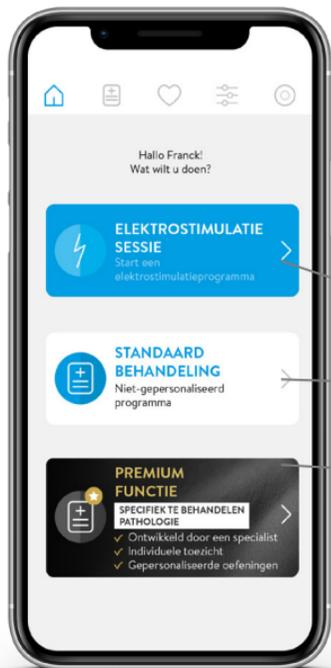 Hallo Franck!
Wat wilt u doen?
ELEKTROSTIMULATIE
SESSIE
Start een
elektrostimulatieprogramma
STANDAARD
BEHANDELING
Niet-gepersonaliseerd
programma
PREMIUM
FUNCTIE
SPECIFIEK TE BEHANDELEN
PATHOLOGIE
Ontwikkeld door een specialist
Individuele toezicht
Gepersonaliseerde oefeningen